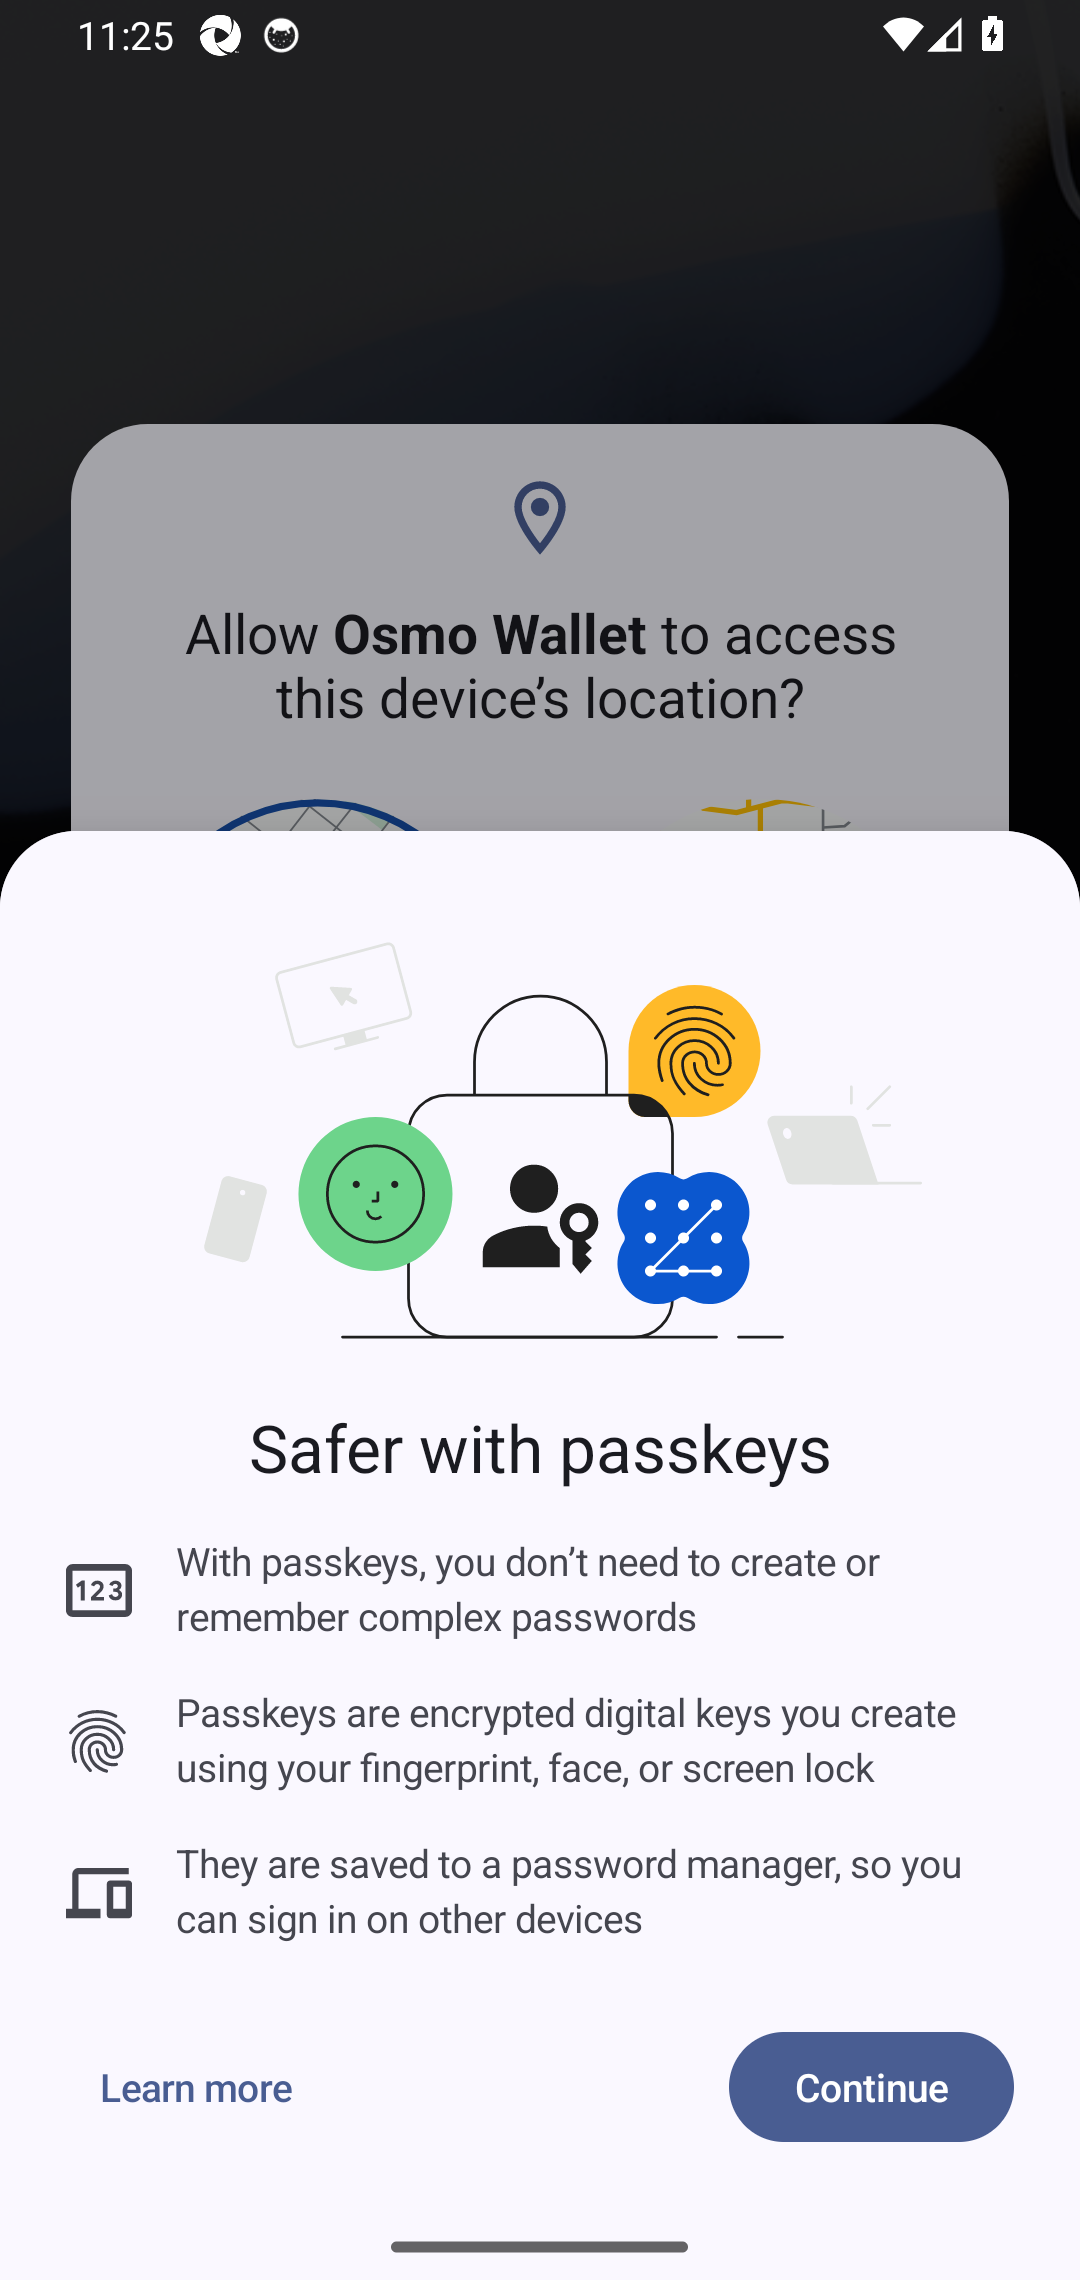 11:25
Allow Osmo Wallet to access
this device’s location?
Safer with passkeys
123
With passkeys, you don’t need to create or
remember complex passwords
Passkeys are encrypted digital keys you create
using your fingerprint, face, or screen lock
They are saved to a password manager, so you
can sign in on other devices
Learn more
Continue